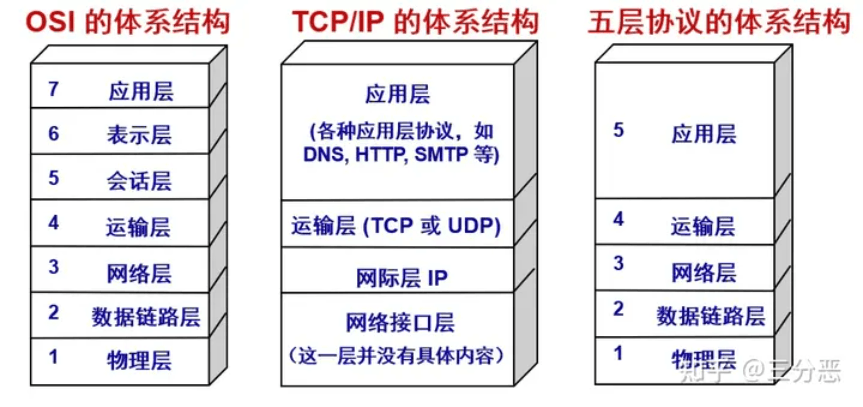 OSI 的体系结构
7 应用层
6 表示层
5 会话层
4 运输层
3 网络层
2 数据链路层
1 物理层
TCP/IP 的体系结构
应用层
(各种应用层协议，如
DNS, HTTP, SMTP 等)
运输层 (TCP 或 UDP)
网际层 IP
网络接口层
（这一层并没有具体内容）
五层协议的体系结构
5 应用层
4 运输层
3 网络层
2 数据链路层
1 物理层
知乎 @三分恶